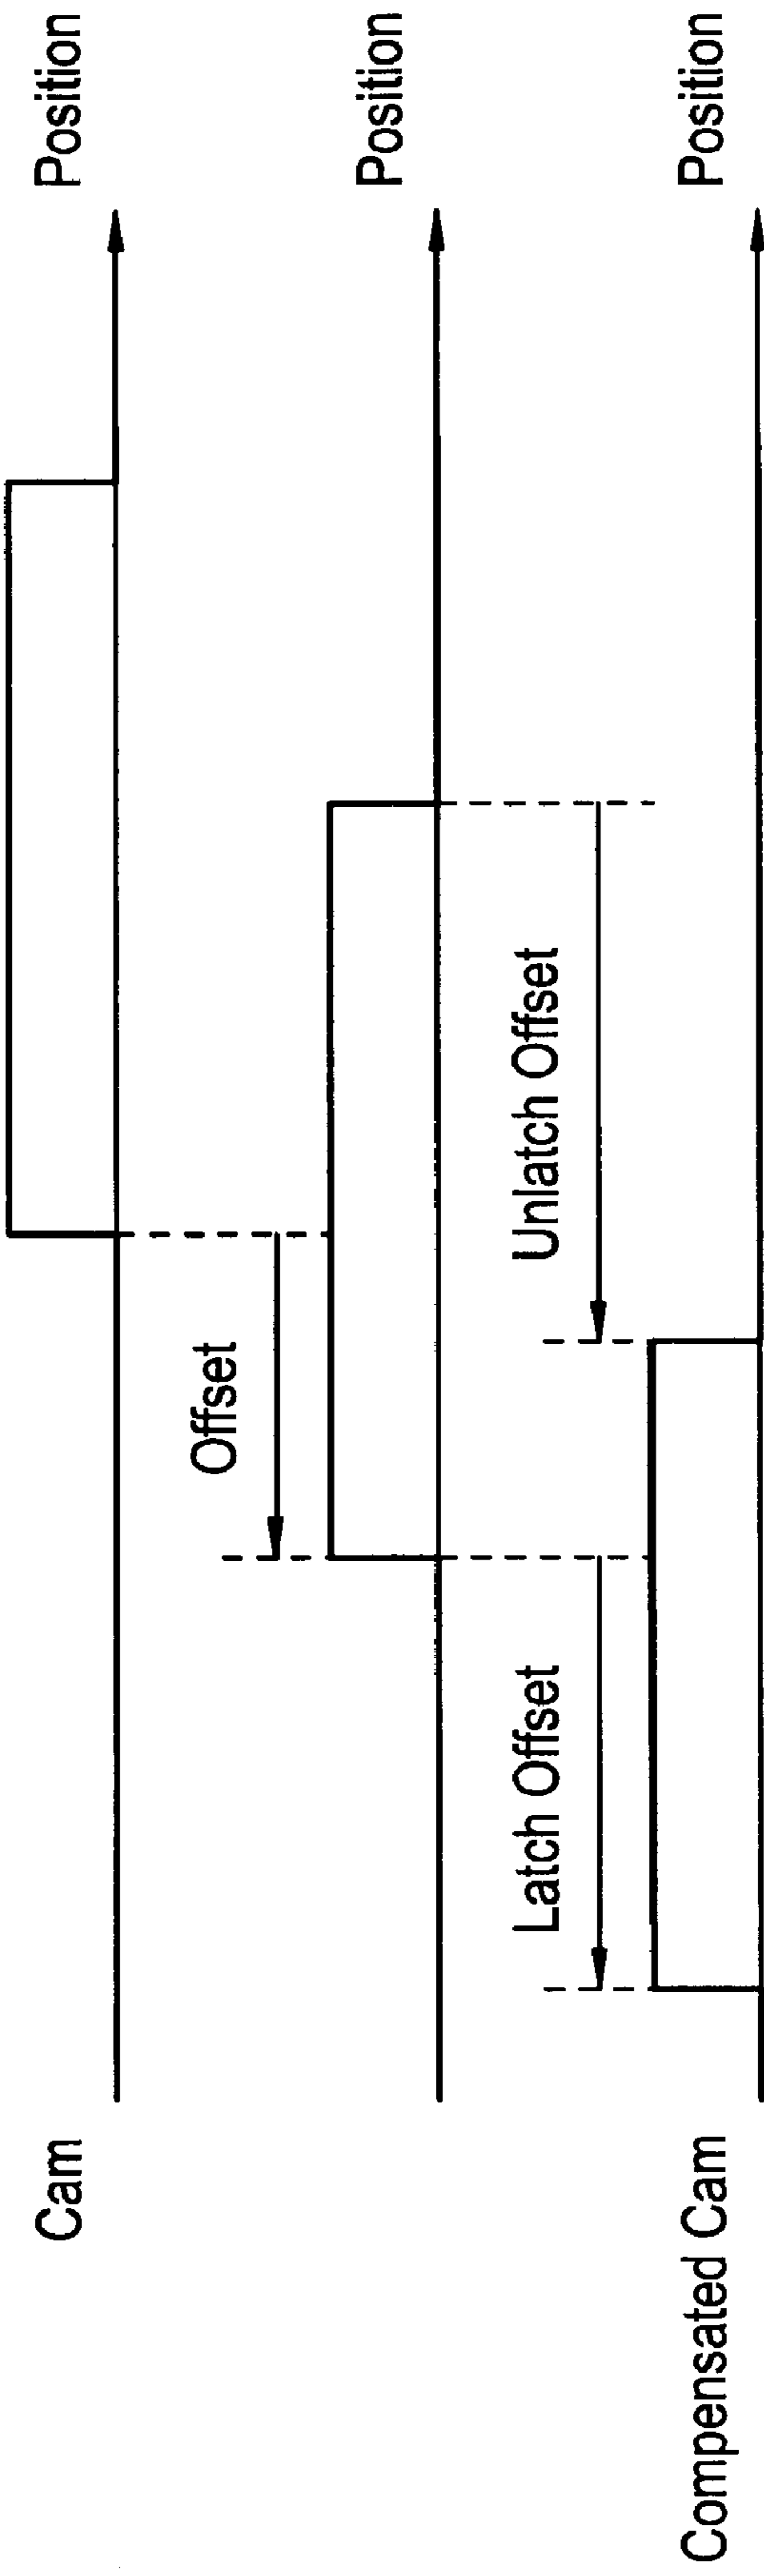 Cam
Position
Offset
Position
Latch Offset
Unlatch Offset
Compensated Cam
Position